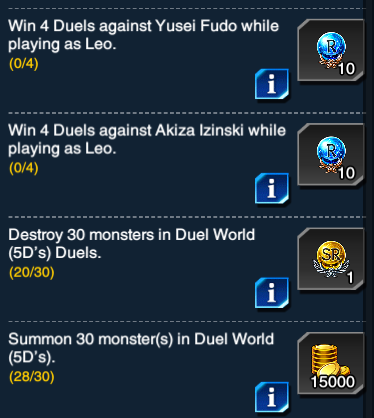 Win 4 Duels against Yusei Fudo while
playing as Leo.
(0/4)
R
10
i
Win 4 Duels against Akiza Izinski while
playing as Leo.
(0/4)
R
10
i
Destroy 30 monsters in Duel World
(5D's) Duels.
(20/30)
SR
1
i
Summon 30 monster(s) in Duel World
(5D's).
(28/30)
15000
i